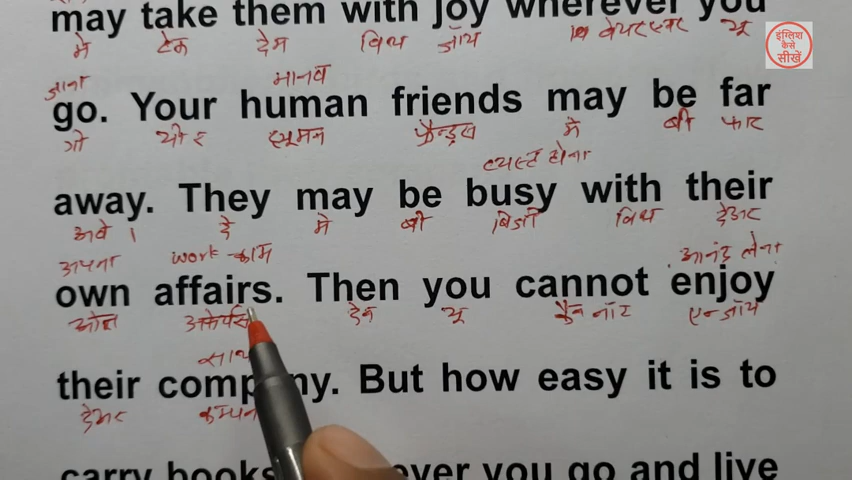 may take them with joy wherever you
मे टेक देम विथ जॉय वेयरएवर यू
इंग्लिश
कैसे
सीखें
जाना मानव
go. Your human friends may be far
गो योर ह्यूमन फ्रैन्ड्स मे बी फार
व्यस्त होना
away. They may be busy with their
अवे । दे मे बी बिजी विथ देअर
अपना work-काम आनंद लेना
own affairs. Then you cannot enjoy
ओन अफेयर्स देन यू कैन नॉट एन्जॉय
साथ
their company. But how easy it is to
देअर कम्पन
carry books ever you go and live